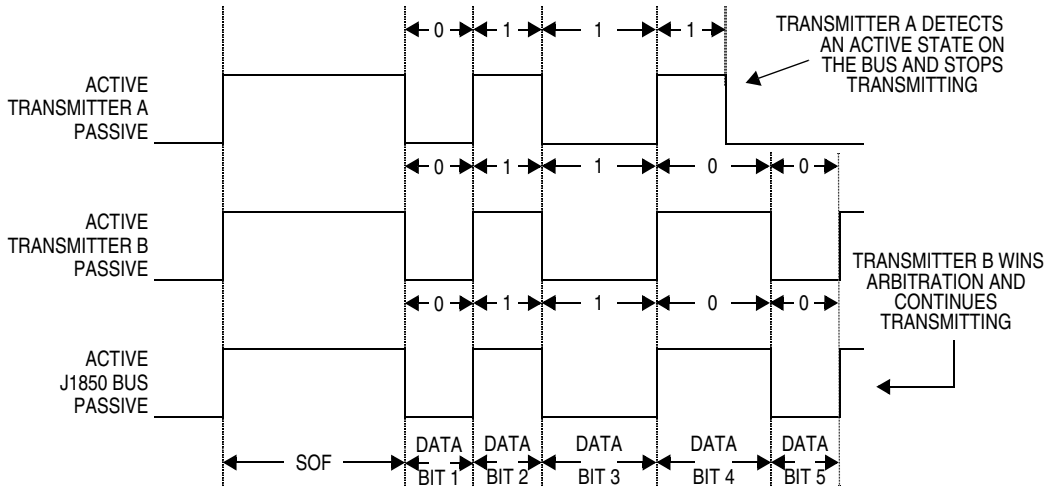 0 1 1 1
TRANSMITTER A DETECTS
AN ACTIVE STATE ON
THE BUS AND STOPS
TRANSMITTING
ACTIVE
TRANSMITTER A
PASSIVE
0 1 1 0 0
ACTIVE
TRANSMITTER B
PASSIVE
TRANSMITTER B WINS
ARBITRATION AND
CONTINUES
TRANSMITTING
0 1 1 0 0
ACTIVE
J1850 BUS
PASSIVE
SOF
DATA
BIT 1
DATA
BIT 2
DATA
BIT 3
DATA
BIT 4
DATA
BIT 5